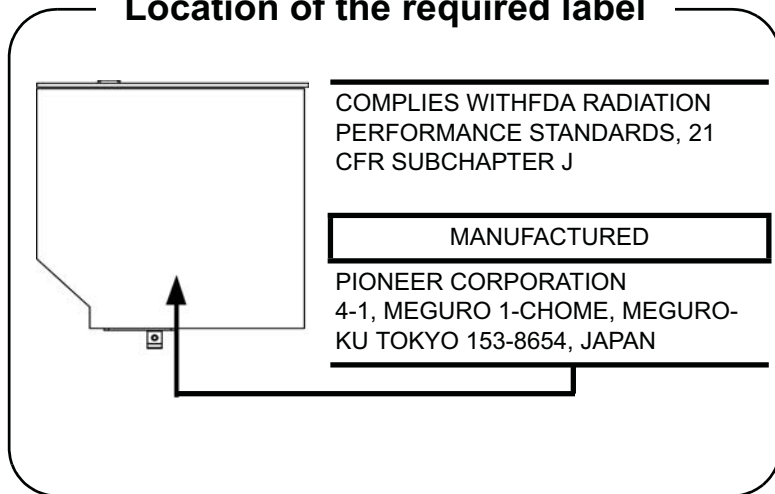 Location of the required label
COMPLIES WITHFDA RADIATION
PERFORMANCE STANDARDS, 21
CFR SUBCHAPTER J
MANUFACTURED
PIONEER CORPORATION
4-1, MEGURO 1-CHOME, MEGURO-
KU TOKYO 153-8654, JAPAN